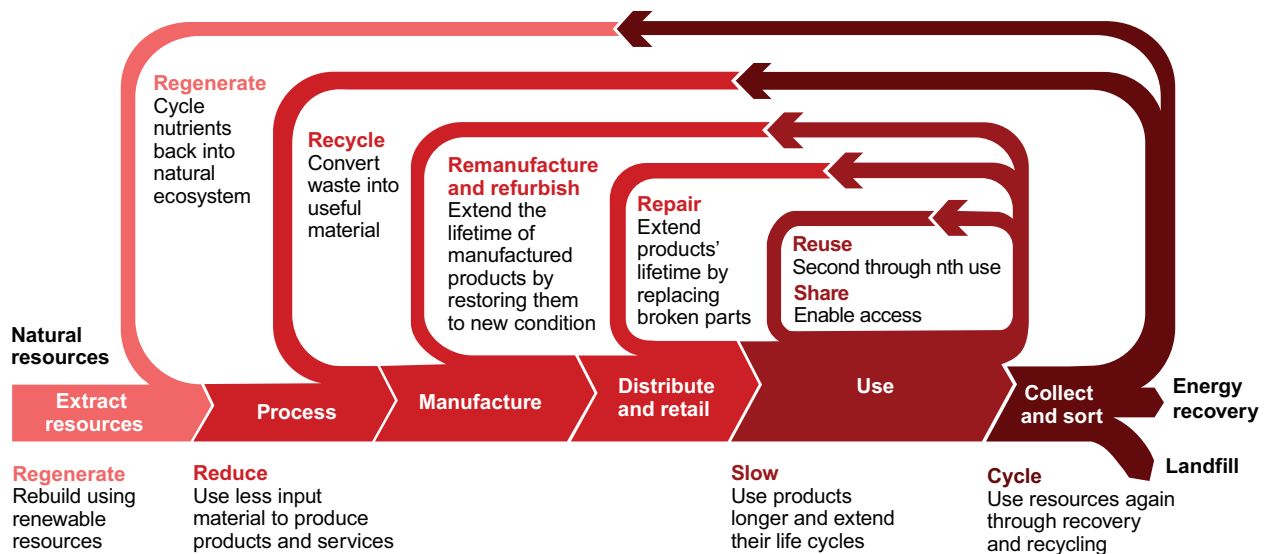 Regenerate
Cycle
nutrients
back into
natural
ecosystem
Recycle
Convert
waste into
useful
material
Remanufacture
and refurbish
Extend the
lifetime of
manufactured
products by
restoring them
to new condition
Repair
Extend
products’
lifetime by
replacing
broken parts
Reuse
Second through nth use
Share
Enable access
Natural
resources
Extract
resources
Process
Manufacture
Distribute
and retail
Use
Collect
and sort
Energy
recovery
Landfill
Regenerate
Rebuild using
renewable
resources
Reduce
Use less input
material to produce
products and services
Slow
Use products
longer and extend
their life cycles
Cycle
Use resources again
through recovery
and recycling